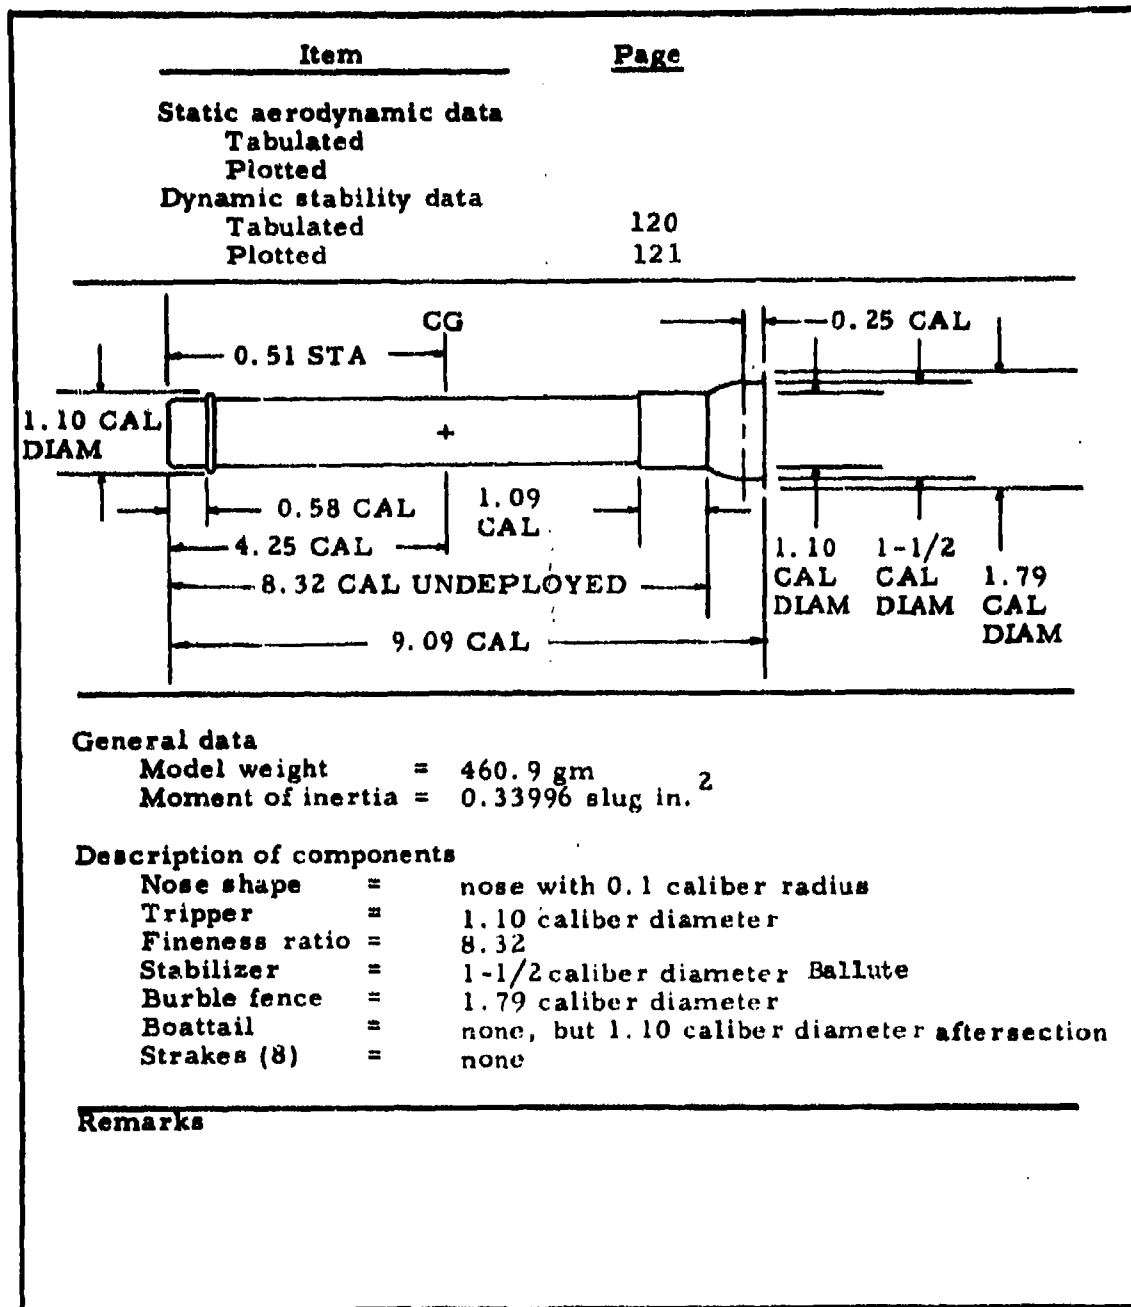 Item Page
Static aerodynamic data
Tabulated
Plotted
Dynamic stability data
Tabulated 120
Plotted 121
CG
0.25 CAL
0.51 STA
1.10 CAL
DIAM
+
0.58 CAL
1.09
CAL
4.25 CAL
8.32 CAL UNDEPLOYED
9.09 CAL
1.10
CAL
DIAM
1-1/2
CAL
DIAM
1.79
CAL
DIAM
General data
Model weight = 460.9 gm
Moment of inertia = 0.33996 slug in.²
Description of components
Nose shape = nose with 0.1 caliber radius
Tripper = 1.10 caliber diameter
Fineness ratio = 8.32
Stabilizer = 1-1/2 caliber diameter Ballute
Burble fence = 1.79 caliber diameter
Boattail = none, but 1.10 caliber diameter aftersection
Strakes (8) = none
Remarks